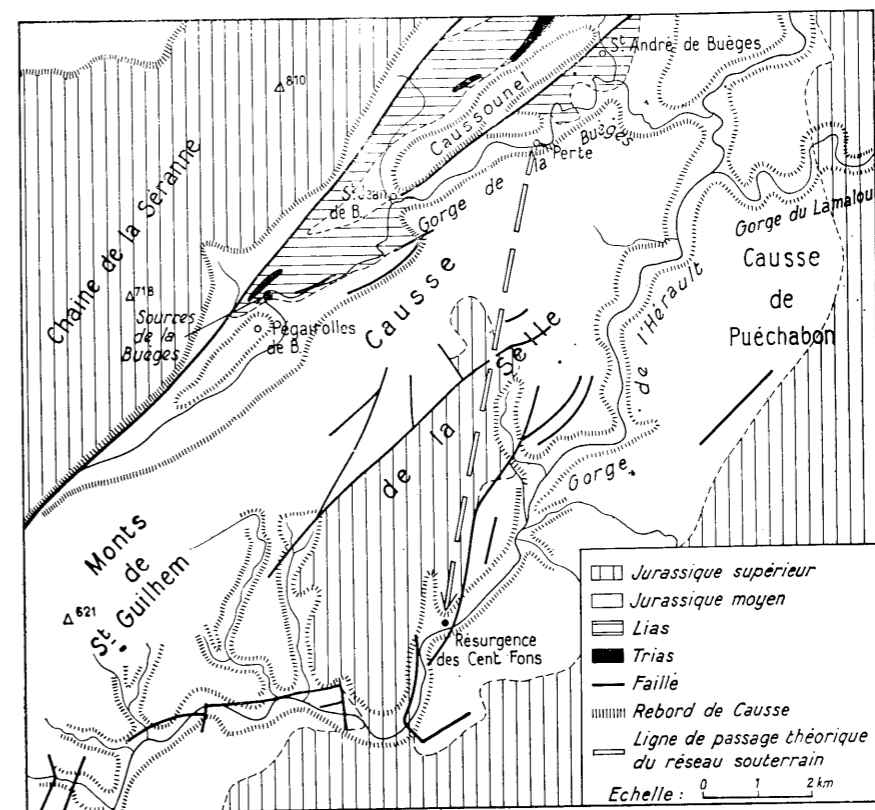 St. André de Buèges
△ 810
Caussounel
Buèges
Perte
Gorge de la
St. Jean
de B.
Chaine de la Séranne
Gorge du Lamalou
△ 718
Sources
de la
Buèges
Pégairolles
de B.
Causse
de
Puéchabon
Causse
de la
Selle
Gorge
de l'Hérault
Monts
de
St. Guilhem
△ 621
Résurgence
des Cent Fons
Jurassique supérieur
Jurassique moyen
Lias
Trias
Faille
Rebord de Causse
Ligne de passage théorique
du réseau souterrain
Echelle : 0 1 2 km